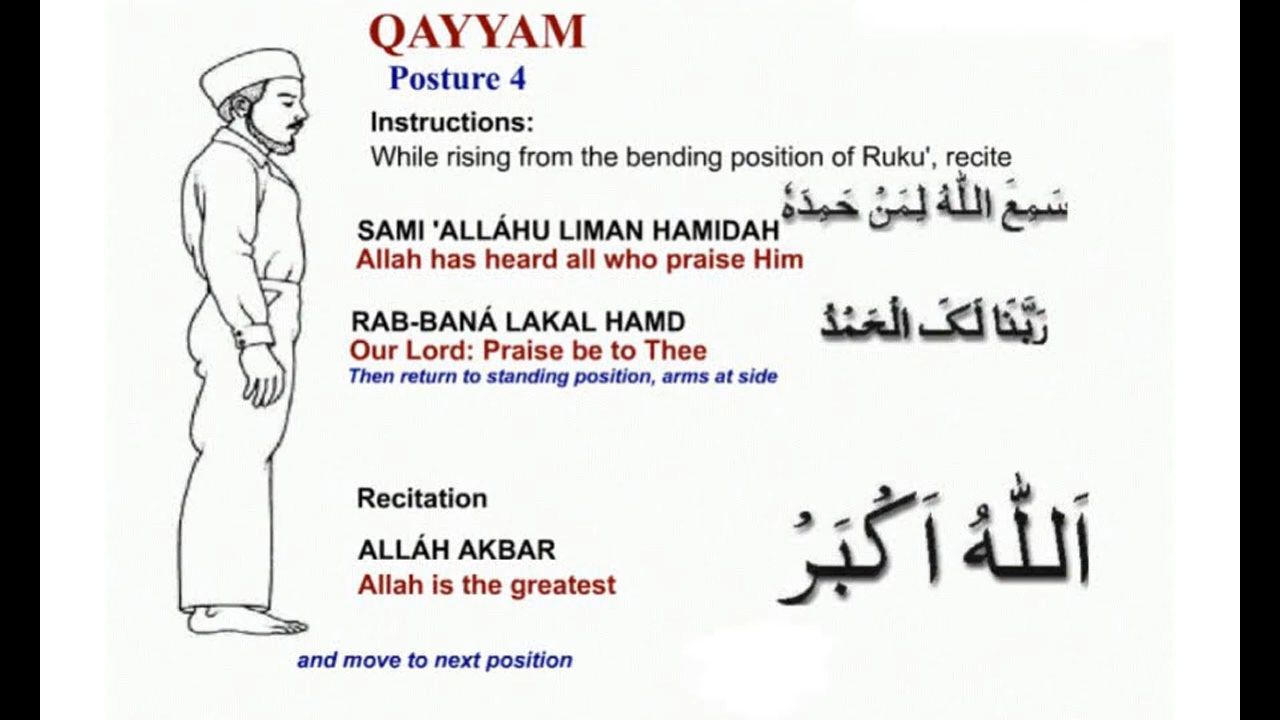 QAYYAM
Posture 4
Instructions:
While rising from the bending position of Ruku', recite
سَمِعَ اللّٰهُ لِمَنْ حَمِدَهٗ
SAMI 'ALLÁHU LIMAN HAMIDAH
Allah has heard all who praise Him
RAB-BANÁ LAKAL HAMD
رَبَّنَا لَکَ الْحَمْدُ
Our Lord: Praise be to Thee
Then return to standing position, arms at side
Recitation
ALLÁH AKBAR
اَللّٰهُ اَکْبَرُ
Allah is the greatest
and move to next position